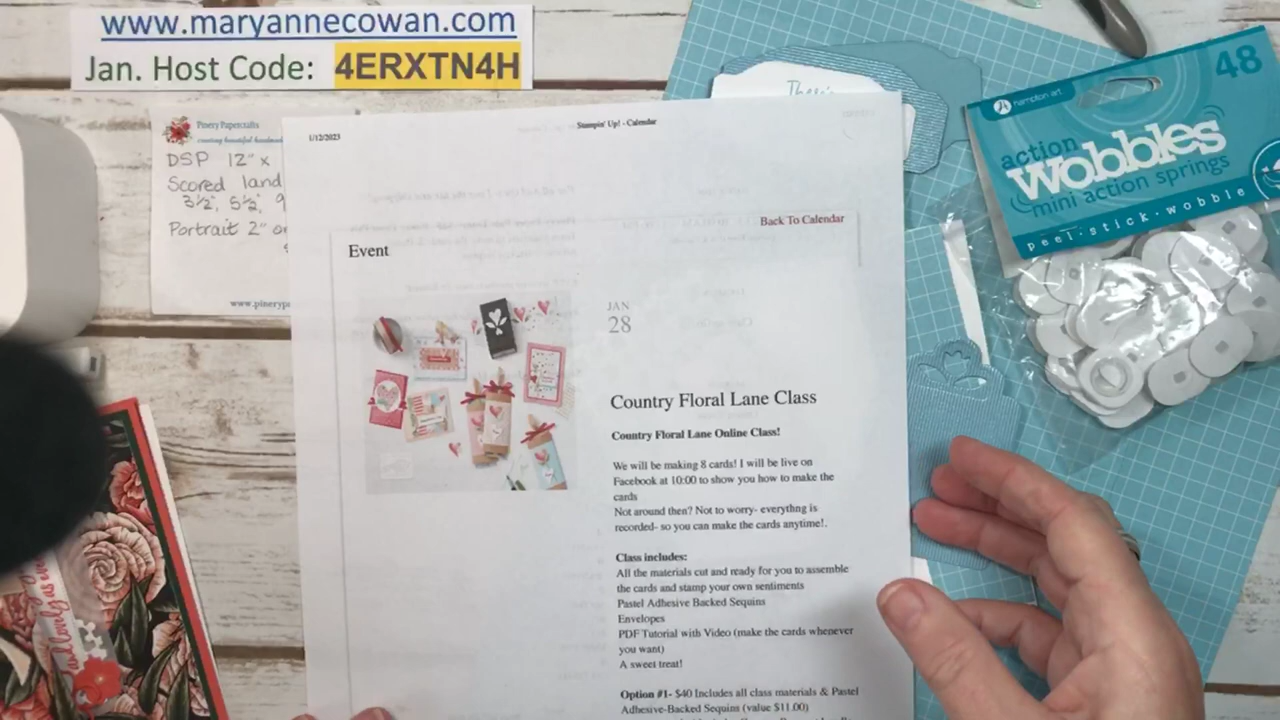 www.maryannecowan.com
Jan. Host Code: 4ERXTN4H
Pinery Papercrafts
DSP 12" x
Scored land
3½", 5½", 9
Portrait 2" or
www.pinerypa
There's
48
hampton art
action
wobbles
mini action springs
peel·stick·wobble
1/12/2023
Stampin' Up! - Calendar
Back To Calendar
Event
JAN
28
Country Floral Lane Class
Country Floral Lane Online Class!
We will be making 8 cards! I will be live on
Facebook at 10:00 to show you how to make the
cards
Not around then? Not to worry- everythng is
recorded- so you can make the cards anytime!.
Class includes:
All the materials cut and ready for you to assemble
the cards and stamp your own sentiments
Pastel Adhesive Backed Sequins
Envelopes
PDF Tutorial with Video (make the cards whenever
you want)
A sweet treat!
Option #1- $40 Includes all class materials & Pastel
Adhesive-Backed Sequins (value $11.00)
and lovely as ever